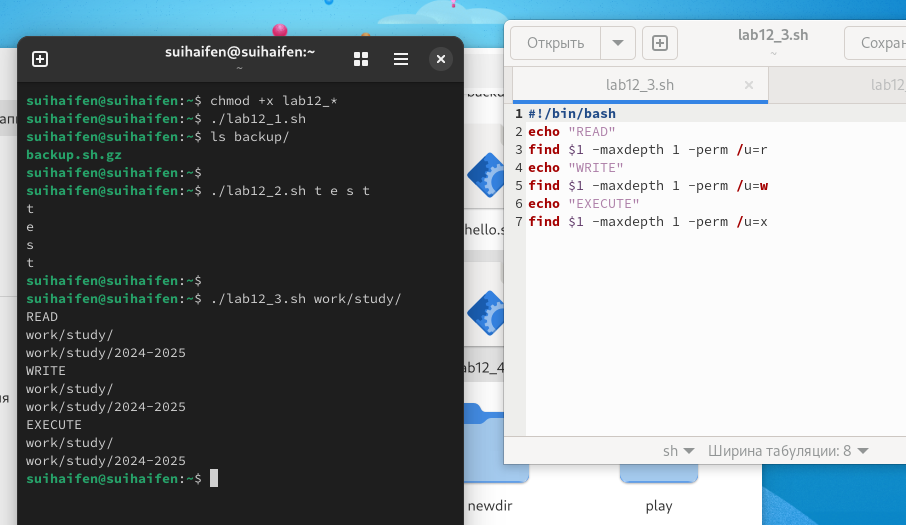 suihaifen@suihaifen:~
~
suihaifen@suihaifen:~$ chmod +x lab12_*
suihaifen@suihaifen:~$ ./lab12_1.sh
suihaifen@suihaifen:~$ ls backup/
backup.sh.gz
suihaifen@suihaifen:~$
suihaifen@suihaifen:~$ ./lab12_2.sh t e s t
t
e
s
t
suihaifen@suihaifen:~$
suihaifen@suihaifen:~$ ./lab12_3.sh work/study/
READ
work/study/
work/study/2024-2025
WRITE
work/study/
work/study/2024-2025
EXECUTE
work/study/
work/study/2024-2025
suihaifen@suihaifen:~$
Открыть
lab12_3.sh
~
Сохран
lab12_3.sh
lab12
1 #!/bin/bash
2 echo "READ"
3 find $1 -maxdepth 1 -perm /u=r
4 echo "WRITE"
5 find $1 -maxdepth 1 -perm /u=w
6 echo "EXECUTE"
7 find $1 -maxdepth 1 -perm /u=x
sh
Ширина табуляции: 8
hello.s
ab12_4
newdir
play